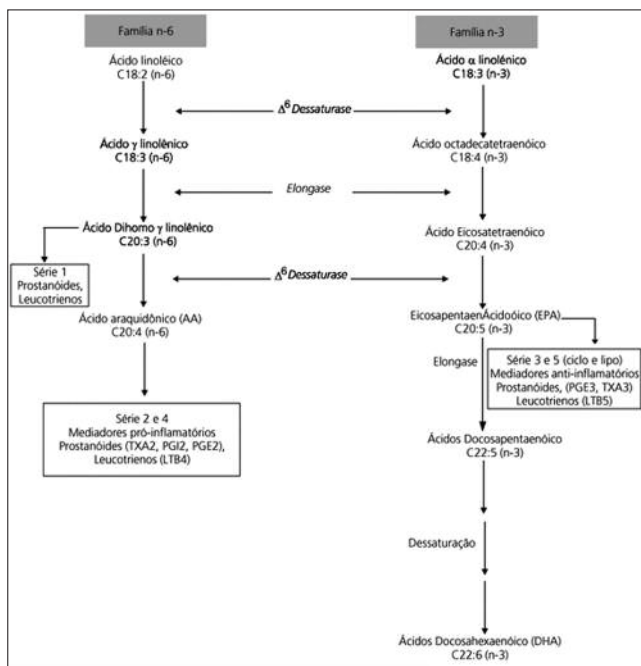 Família n-6
Família n-3
Ácido linoléico
C18:2 (n-6)
Ácido α linolénico
C18:3 (n-3)
Δ6 Dessaturase
Ácido γ linolênico
C18:3 (n-6)
Ácido octadecatetraenóico
C18:4 (n-3)
Elongase
Ácido Dihomo γ linolênico
C20:3 (n-6)
Ácido Eicosatetraenóico
C20:4 (n-3)
Série 1
Prostanóides,
Leucotrienos
Δ6 Dessaturase
Ácido araquidônico (AA)
C20:4 (n-6)
EicosapentaenÁcidoóico (EPA)
C20:5 (n-3)
Elongase
Série 3 e 5 (ciclo e lipo)
Mediadores anti-inflamatórios
Prostanóides, (PGE3, TXA3)
Leucotrienos (LTB5)
Série 2 e 4
Mediadores pró-inflamatórios
Prostanóides (TXA2, PGI2, PGE2),
Leucotrienos (LTB4)
Ácidos Docosapentaenóico
C22:5 (n-3)
Dessaturação
Ácidos Docosahexaenóico (DHA)
C22:6 (n-3)